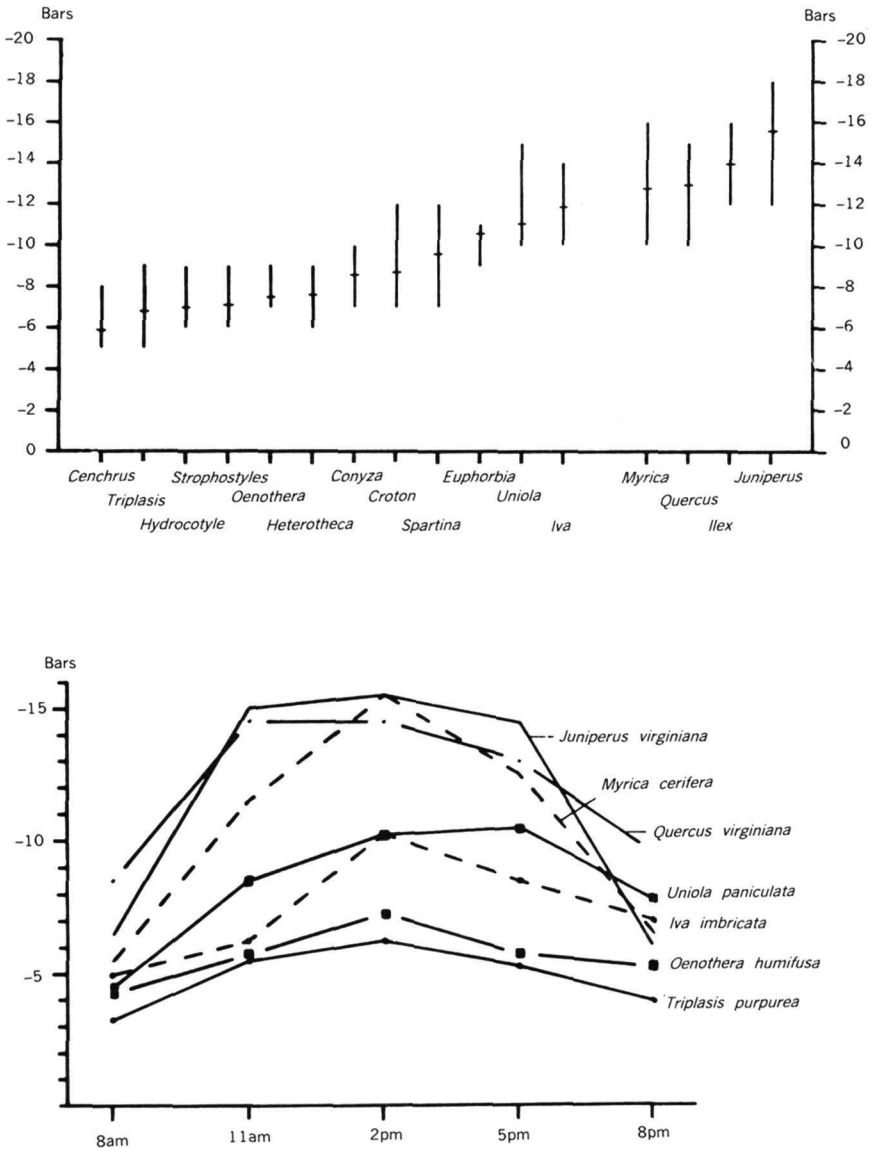 Bars Bars
-20 -20
-18 -18
-16 -16
-14 -14
-12 -12
-10 -10
-8 -8
-6 -6
-4 -4
-2 -2
0 0
Cenchrus Strophostyles Conyza Euphorbia Myrica Juniperus
Triplasis Oenothera Croton Uniola Quercus
Hydrocotyle Heterotheca Spartina Iva Ilex
Bars
-15
Juniperus virginiana
Myrica cerifera
Quercus virginiana
-10
Uniola paniculata
Iva imbricata
Oenothera humifusa
-5
Triplasis purpurea
8am 11am 2pm 5pm 8pm